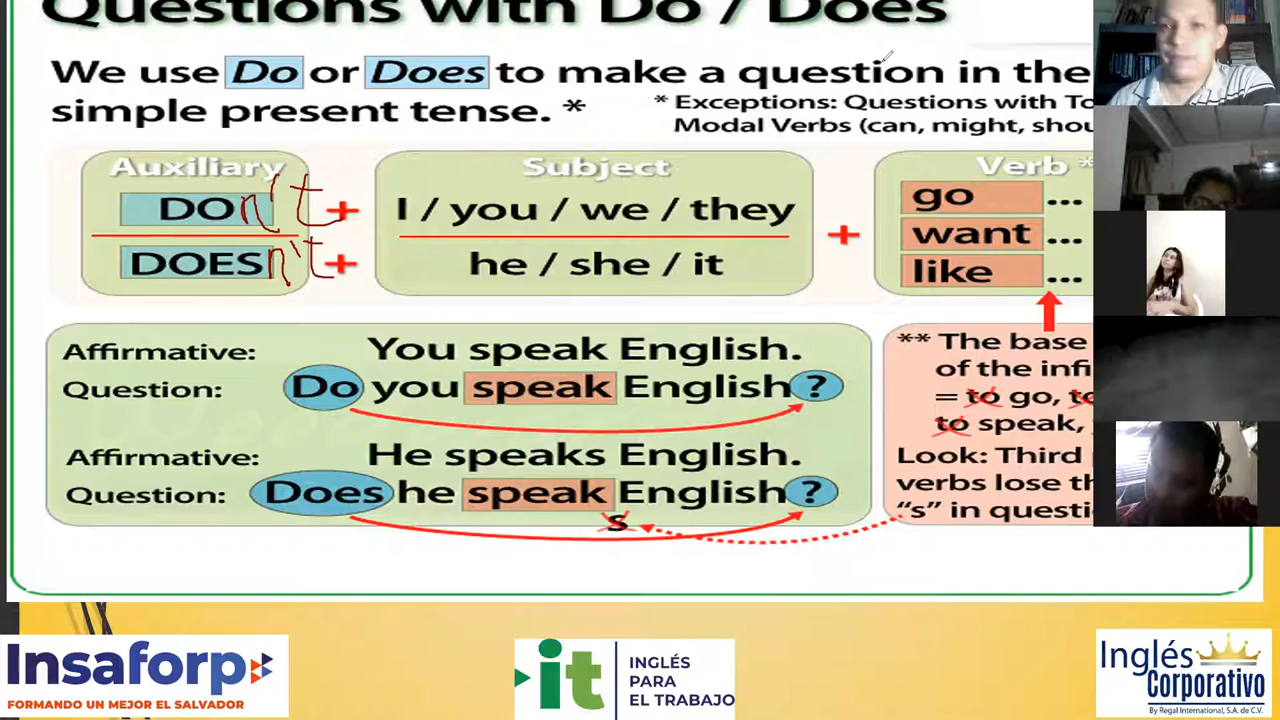 Questions with Do / Does
We use Do or Does to make a question in the
simple present tense. *
* Exceptions: Questions with To
Modal Verbs (can, might, shou
Auxiliary
Subject
Verb *
DOn't + I / you / we / they + go ...
want ...
DOESn't + he / she / it
like ...
Affirmative: You speak English.
Question: Do you speak English?
Affirmative: He speaks English.
Question: Does he speak English?
s
** The base
of the infi
= to go, to
to speak,
Look: Third
verbs lose th
"s" in questi
Insaforp
FORMANDO UN MEJOR EL SALVADOR
it
INGLÉS
PARA
EL TRABAJO
Inglés
Corporativo
By Regal International, S.A. de C.V.